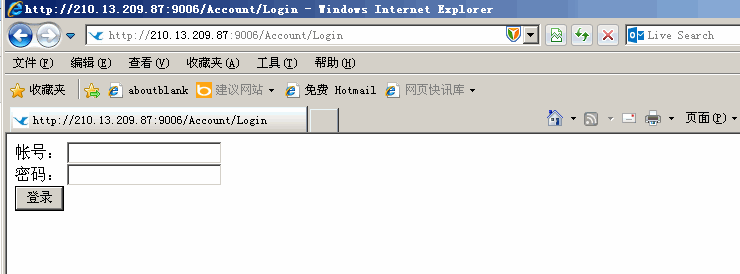 http://210.13.209.87:9006/Account/Login - Windows Internet Explorer
http://210.13.209.87:9006/Account/Login
Live Search
文件(F) 编辑(E) 查看(V) 收藏夹(A) 工具(T) 帮助(H)
收藏夹 aboutblank 建议网站 免费 Hotmail 网页快讯库
http://210.13.209.87:9006/Account/Login 页面(P)
帐号：
密码：
登录